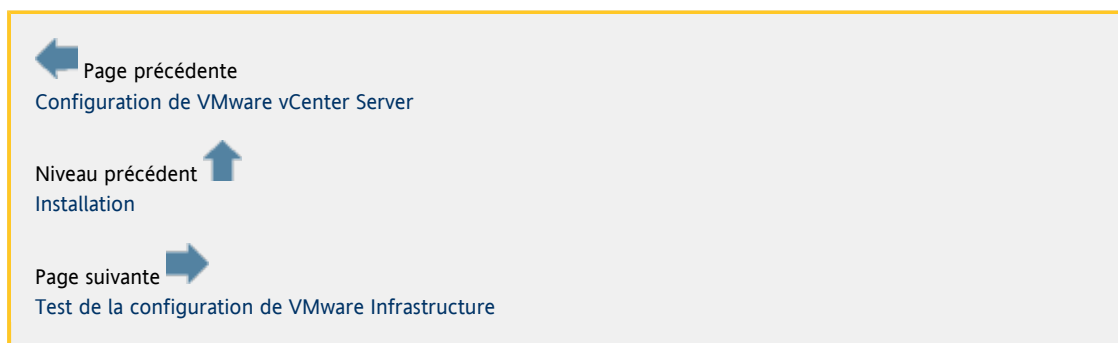 Page précédente
Configuration de VMware vCenter Server
Niveau précédent
Installation
Page suivante
Test de la configuration de VMware Infrastructure